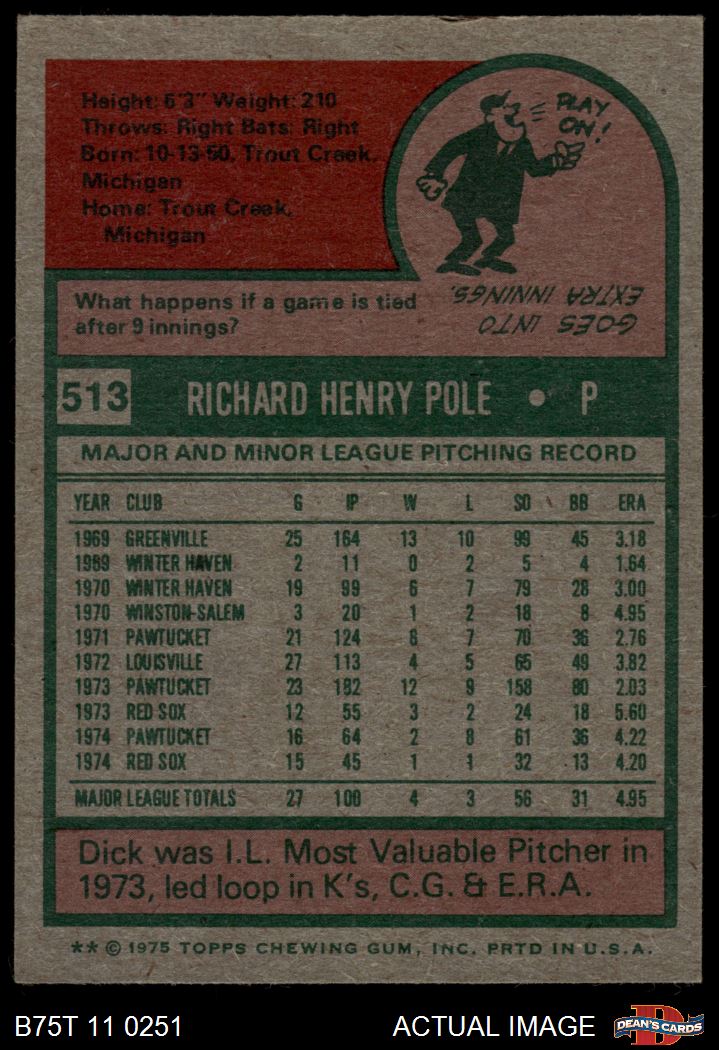 Height: 6'3" Weight: 210
Throws: Right Bats: Right
Born: 10-13-50, Trout Creek,
Michigan
Home: Trout Creek,
Michigan
PLAY
ON!
What happens if a game is tied
after 9 innings?
GOES INTO
EXTRA INNINGS.
513 RICHARD HENRY POLE • P
MAJOR AND MINOR LEAGUE PITCHING RECORD
YEAR CLUB G IP W L SO BB ERA
1969 GREENVILLE 25 164 13 10 99 45 3.18
1969 WINTER HAVEN 2 11 0 2 5 4 1.64
1970 WINTER HAVEN 19 99 6 7 79 28 3.00
1970 WINSTON-SALEM 3 20 1 2 18 8 4.95
1971 PAWTUCKET 21 124 8 7 70 36 2.76
1972 LOUISVILLE 27 113 4 5 65 49 3.82
1973 PAWTUCKET 23 182 12 9 158 80 2.03
1973 RED SOX 12 55 3 2 24 18 5.60
1974 PAWTUCKET 16 64 2 8 61 36 4.22
1974 RED SOX 15 45 1 1 32 13 4.20
MAJOR LEAGUE TOTALS 27 100 4 3 56 31 4.95
Dick was I.L. Most Valuable Pitcher in
1973, led loop in K's, C.G. & E.R.A.
** © 1975 TOPPS CHEWING GUM, INC. PRTD IN U.S.A.
B75T 11 0251 ACTUAL IMAGE D DEAN'S CARDS